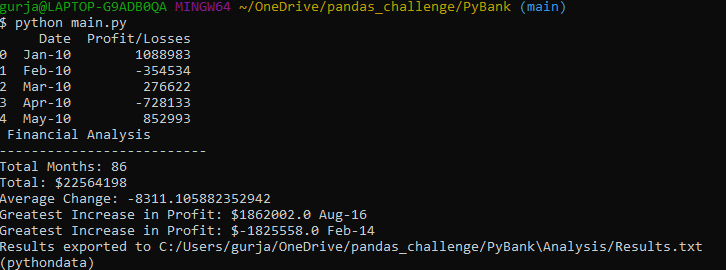 gurja@LAPTOP-G9ADB0QA MINGW64 ~/OneDrive/pandas_challenge/PyBank (main)
$ python main.py
Date Profit/Losses
0 Jan-10 1088983
1 Feb-10 -354534
2 Mar-10 276622
3 Apr-10 -728133
4 May-10 852993
Financial Analysis
--------------------------
Total Months: 86
Total: $22564198
Average Change: -8311.105882352942
Greatest Increase in Profit: $1862002.0 Aug-16
Greatest Increase in Profit: $-1825558.0 Feb-14
Results exported to C:/Users/gurja/OneDrive/pandas_challenge/PyBank\Analysis/Results.txt
(pythondata)